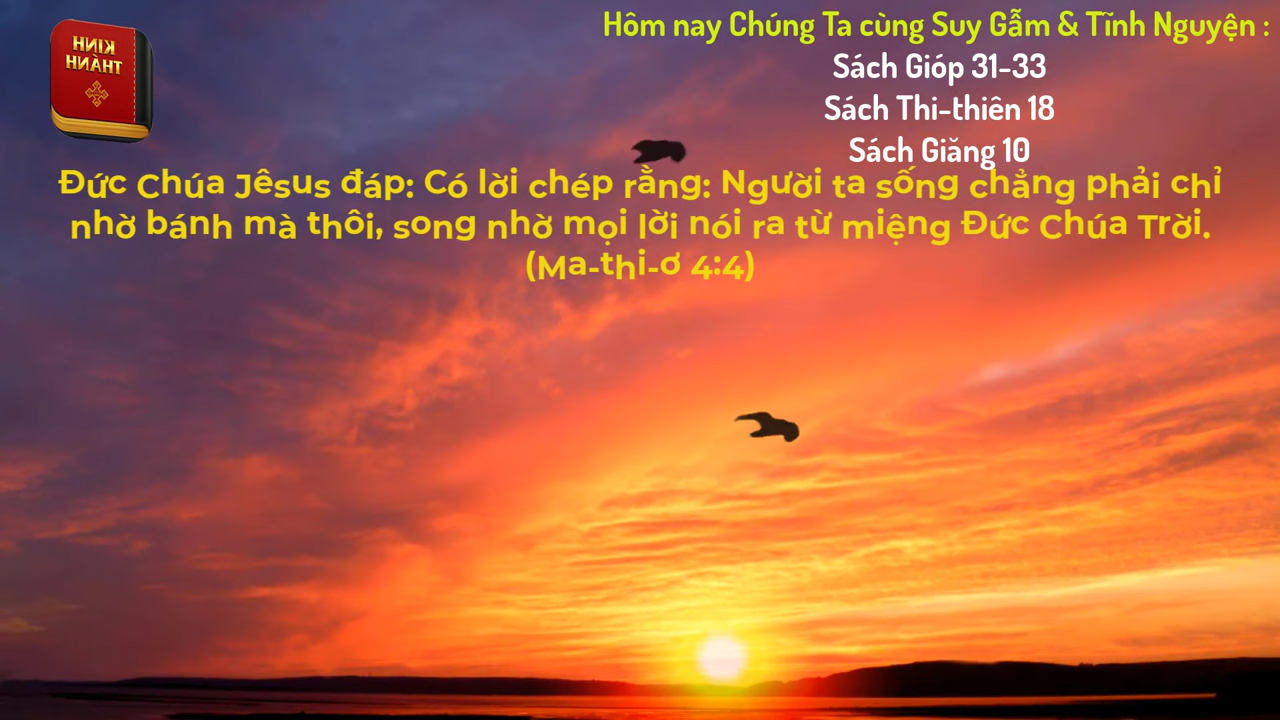 KINH
THÁNH
Hôm nay Chúng Ta cùng Suy Gẫm & Tĩnh Nguyện :
Sách Gióp 31-33
Sách Thi-thiên 18
Sách Giăng 10
Đức Chúa Jêsus đáp: Có lời chép rằng: Người ta sống chẳng phải chỉ
nhờ bánh mà thôi, song nhờ mọi lời nói ra từ miệng Đức Chúa Trời.
(Ma-thi-ơ 4:4)